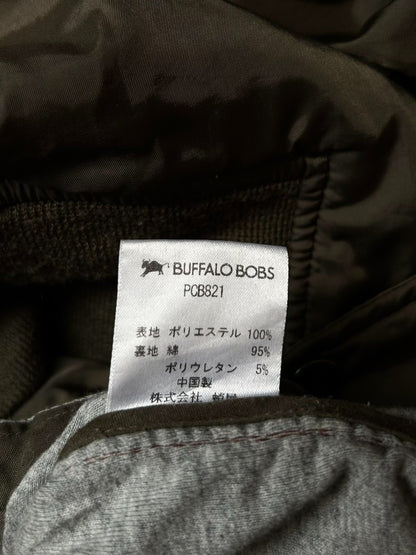 BUFFALO BOBS
PCB821
表地 ポリエステル 100%
裏地 綿 95%
ポリウレタン 5%
中国製
株式会社